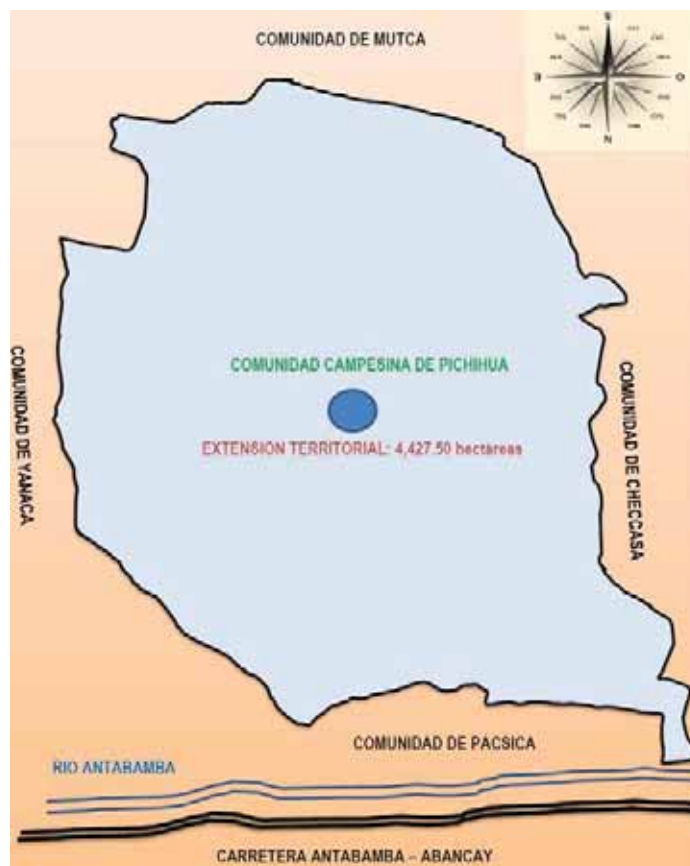 COMUNIDAD DE MUTCA
S
E
O
N
COMUNIDAD CAMPESINA DE PICHIHUA
EXTENSION TERRITORIAL: 4,427.50 hectareas
COMUNIDAD DE YANACA
COMUNIDAD DE CHECCASA
COMUNIDAD DE PACSICA
RIO ANTABAMBA
CARRETERA ANTABAMBA – ABANCAY